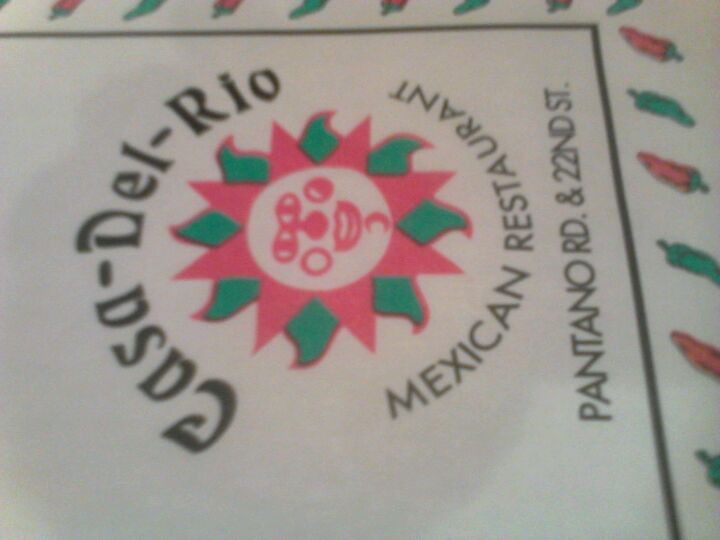 Casa-Del-Rio
MEXICAN RESTAURANT
PANTANO RD. & 22ND ST.